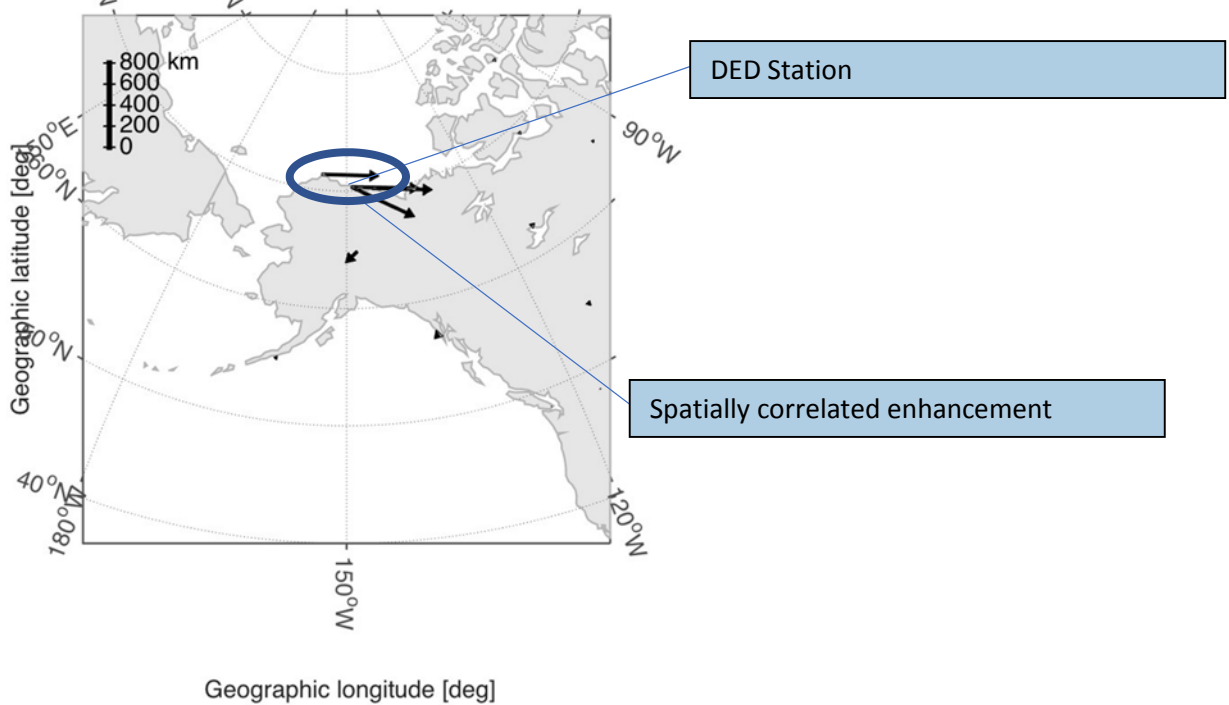 800 km
600
400
200
0
DED Station
90°W
60°N
Geographic latitude [deg]
Spatially correlated enhancement
40°N
180°W
120°W
150°W
Geographic longitude [deg]